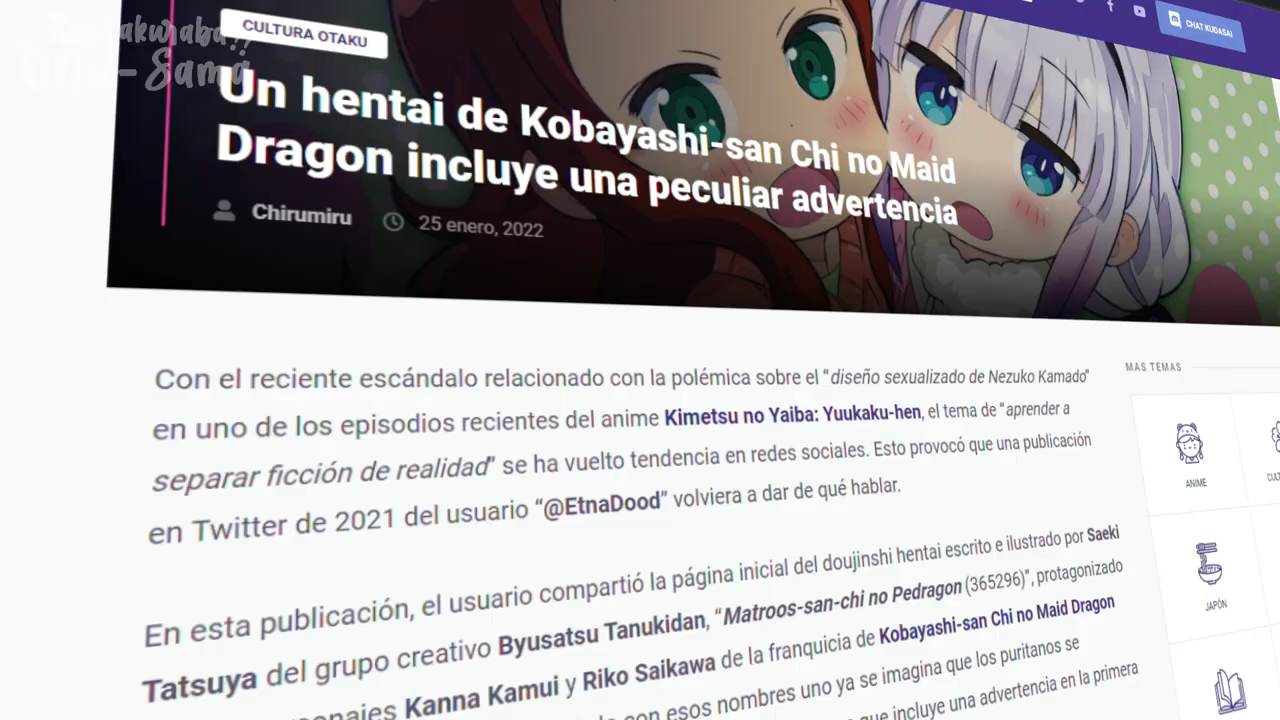 CULTURA OTAKU
CHAT KUDASAI
Un hentai de Kobayashi-san Chi no Maid
Dragon incluye una peculiar advertencia
Chirumiru 25 enero, 2022
Con el reciente escándalo relacionado con la polémica sobre el “diseño sexualizado de Nezuko Kamado”
en uno de los episodios recientes del anime Kimetsu no Yaiba: Yuukaku-hen, el tema de “aprender a
separar ficción de realidad” se ha vuelto tendencia en redes sociales. Esto provocó que una publicación
en Twitter de 2021 del usuario “@EtnaDood” volviera a dar de qué hablar.
En esta publicación, el usuario compartió la página inicial del doujinshi hentai escrito e ilustrado por Saeki
Tatsuya del grupo creativo Byusatsu Tanukidan, “Matroos-san-chi no Pedragon (365296)”, protagonizado
Kanna Kamui y Riko Saikawa de la franquicia de Kobayashi-san Chi no Maid Dragon
con esos nombres uno ya se imagina que los puritanos se
que incluye una advertencia en la primera
MAS TEMAS
ANIME
JAPÓN